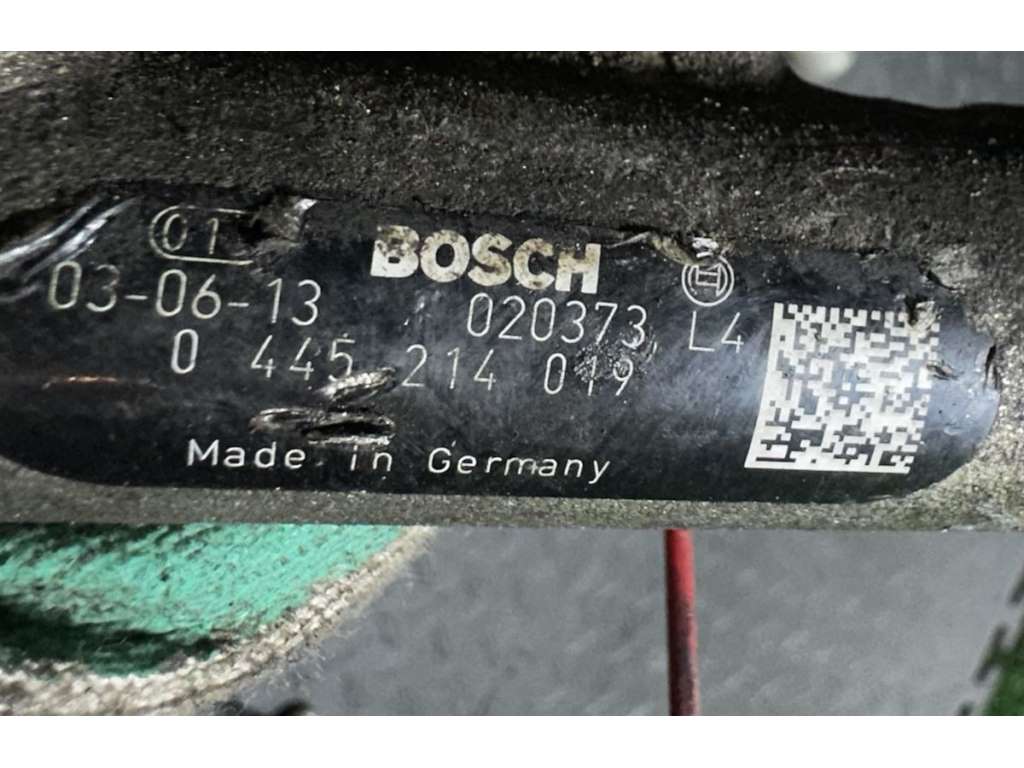 01 BOSCH
03-06-13 020373 L4
0 445 214 019
Made in Germany